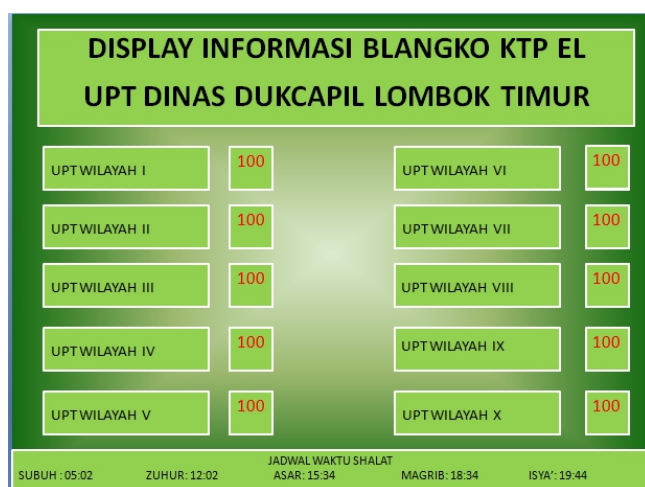 DISPLAY INFORMASI BLANGKO KTP EL
UPT DINAS DUKCAPIL LOMBOK TIMUR
UPT WILAYAH I 100
UPT WILAYAH II 100
UPT WILAYAH III 100
UPT WILAYAH IV 100
UPT WILAYAH V 100
UPT WILAYAH VI 100
UPT WILAYAH VII 100
UPT WILAYAH VIII 100
UPT WILAYAH IX 100
UPT WILAYAH X 100
JADWAL WAKTU SHALAT
SUBUH : 05:02 ZUHUR: 12:02 ASAR: 15:34 MAGRIB: 18:34 ISYA’: 19:44